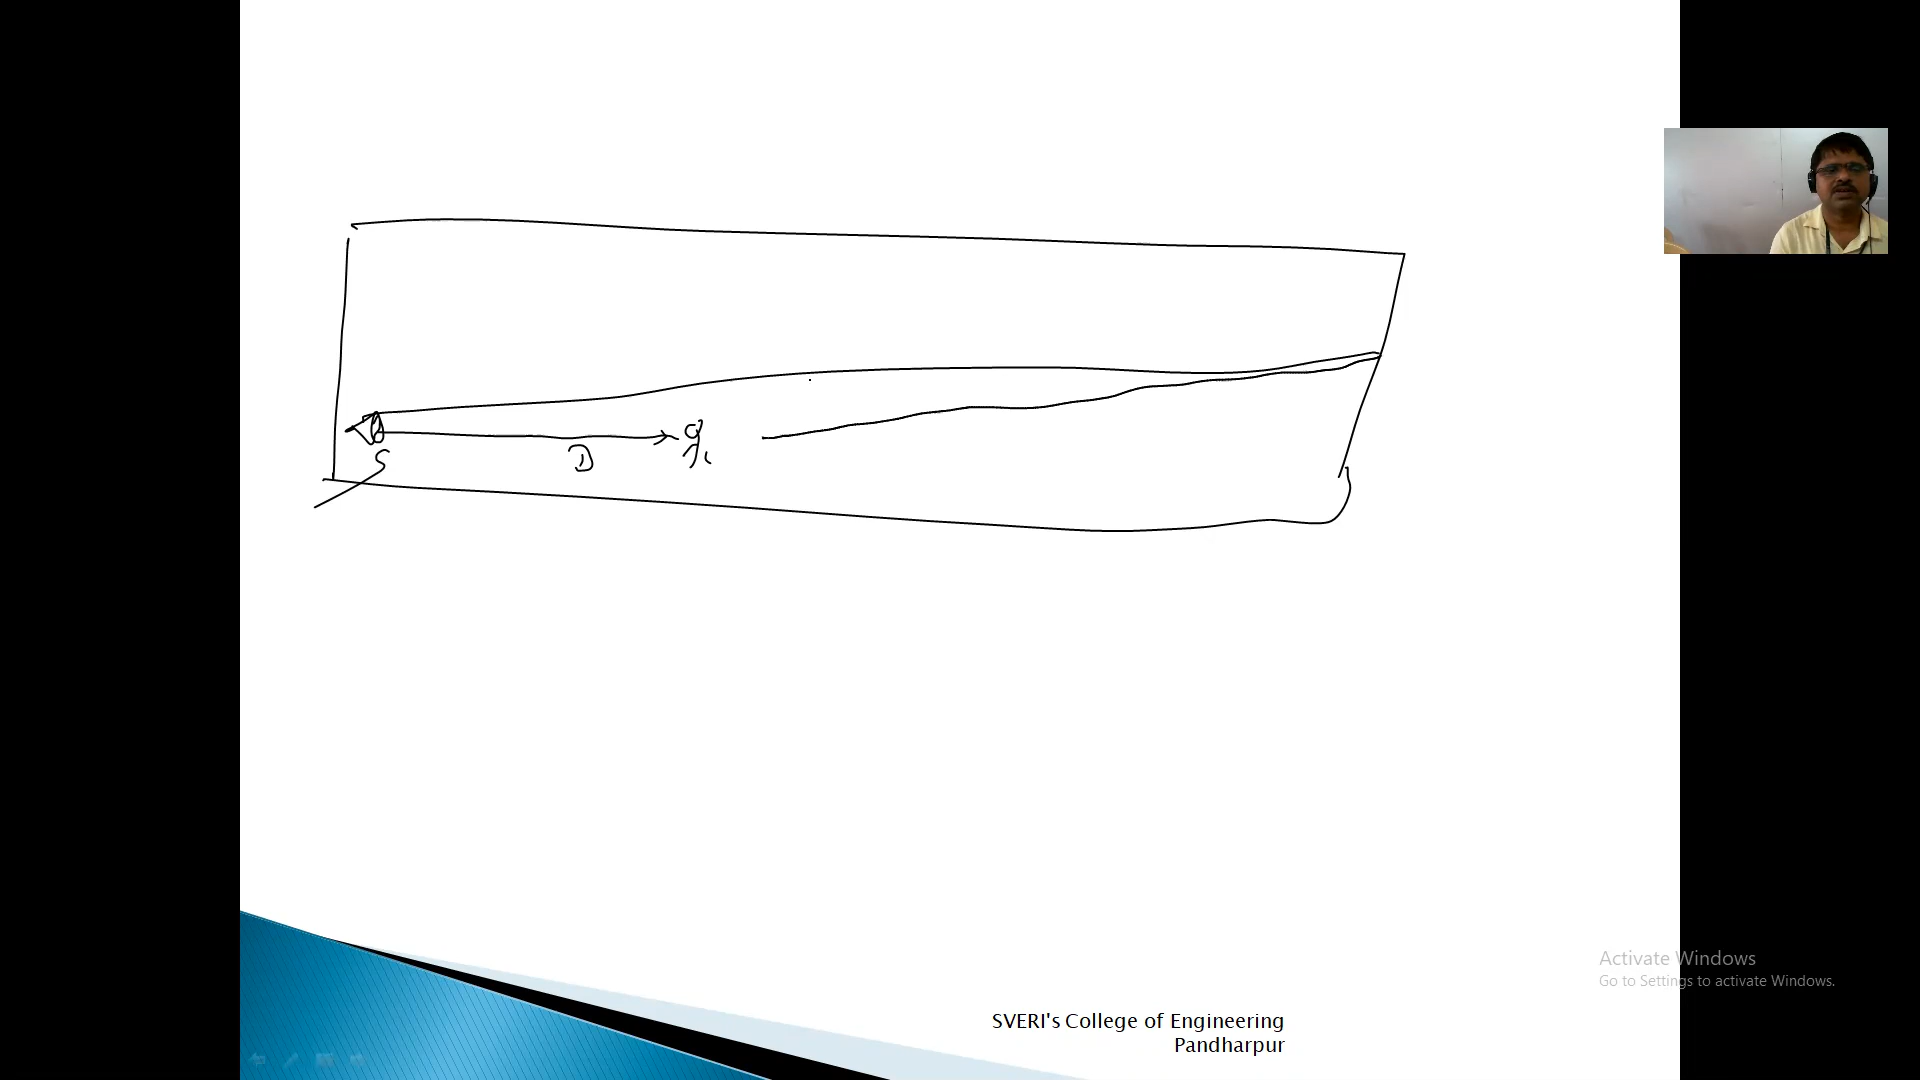 S
D
Activate Windows
Go to Settings to activate Windows.
SVERI's College of Engineering
Pandharpur